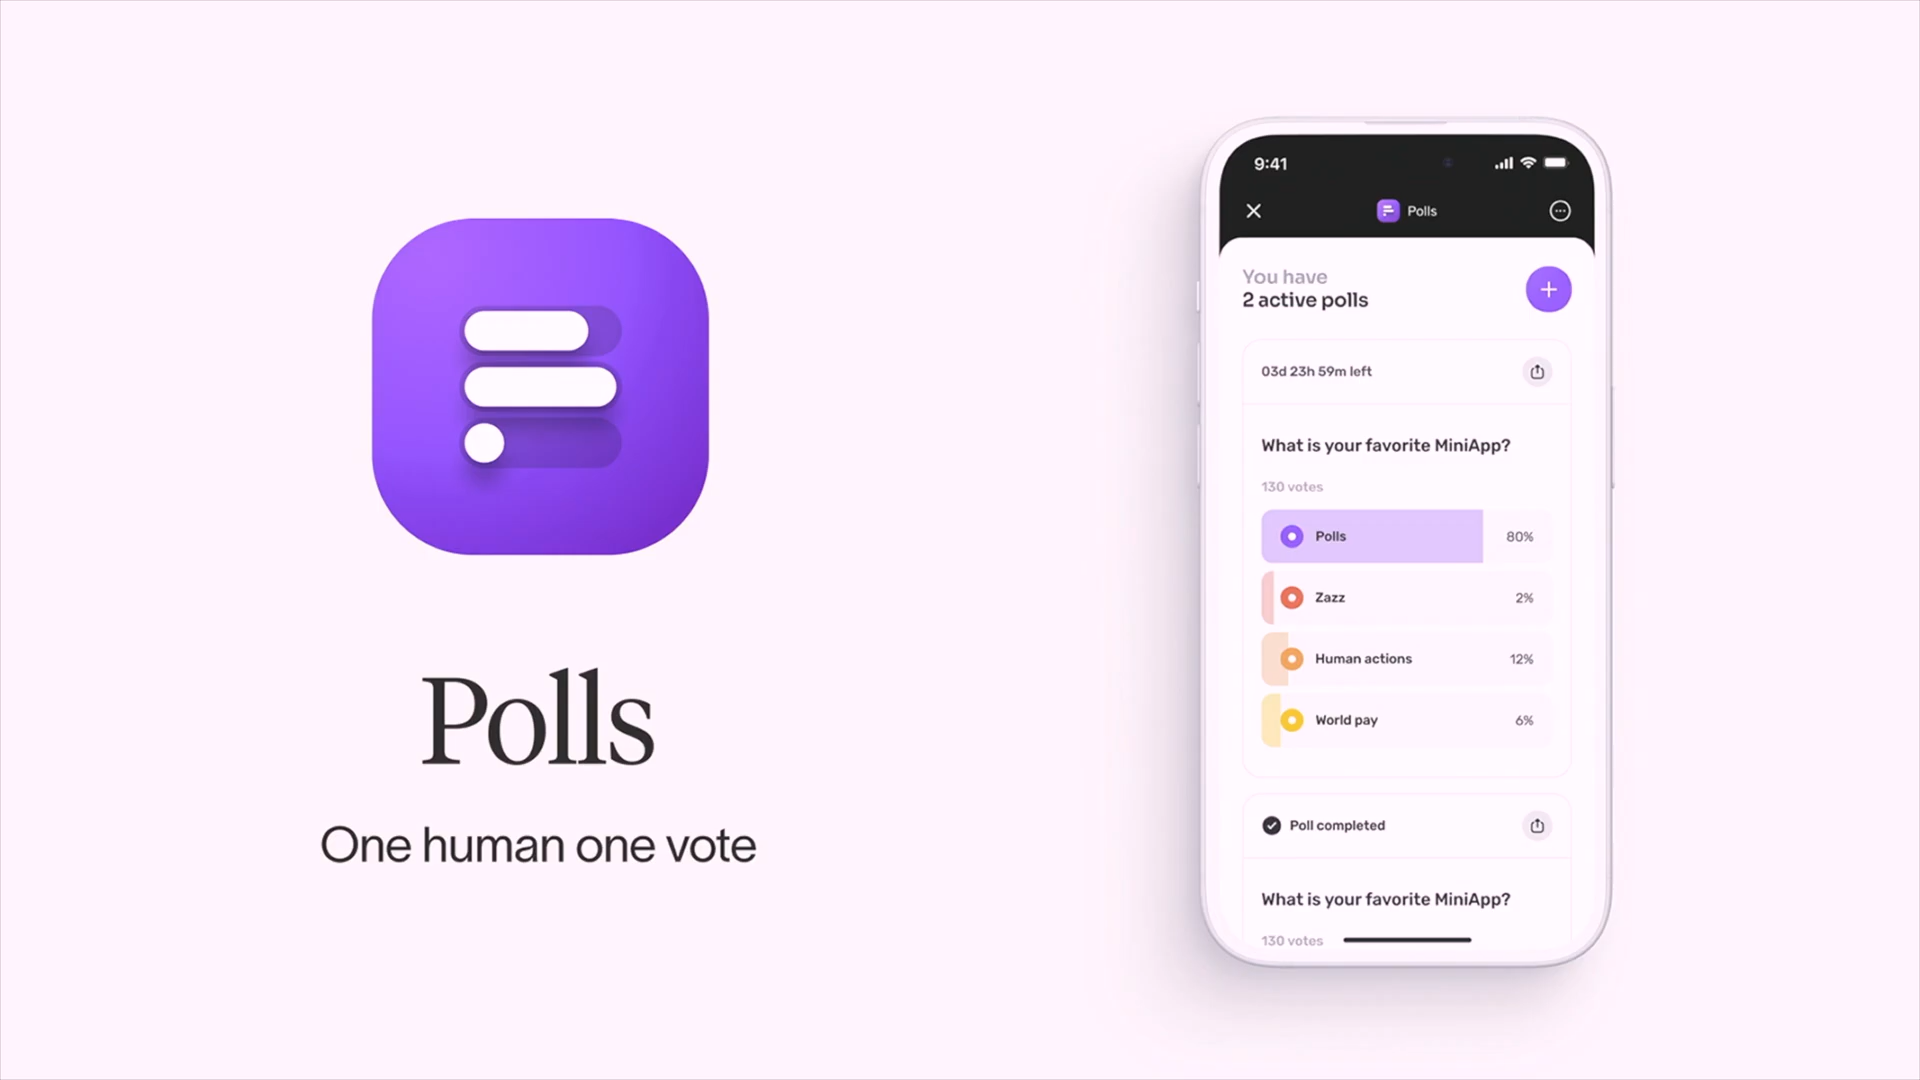 Polls
One human one vote
9:41
Polls
You have
2 active polls
03d 23h 59m left
What is your favorite MiniApp?
130 votes
Polls 80%
Zazz 2%
Human actions 12%
World pay 6%
Poll completed
What is your favorite MiniApp?
130 votes